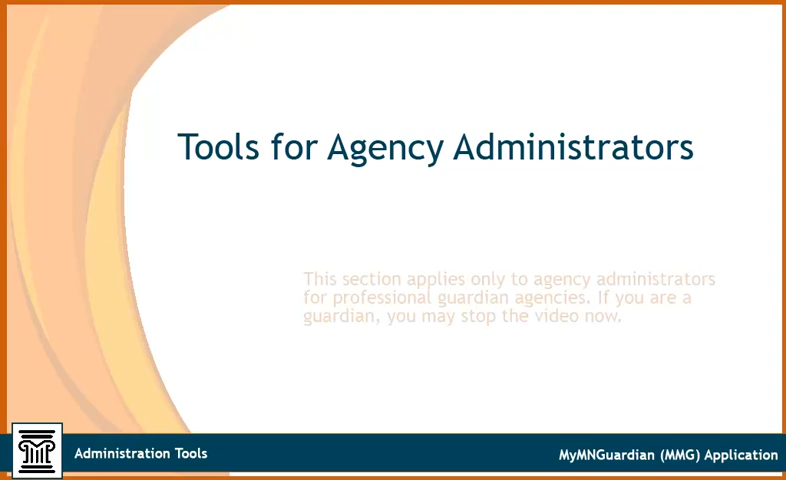 Tools for Agency Administrators
This section applies only to agency administrators
for professional guardian agencies. If you are a
guardian, you may stop the video now.
Administration Tools
MyMNGuardian (MMG) Application